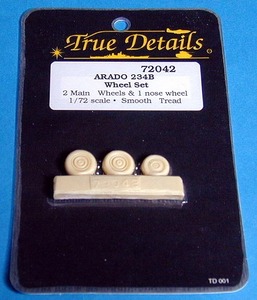 True Details
72042
ARADO 234B
Wheel Set
2 Main Wheels & 1 nose wheel
1/72 scale • Smooth Tread
TD 001